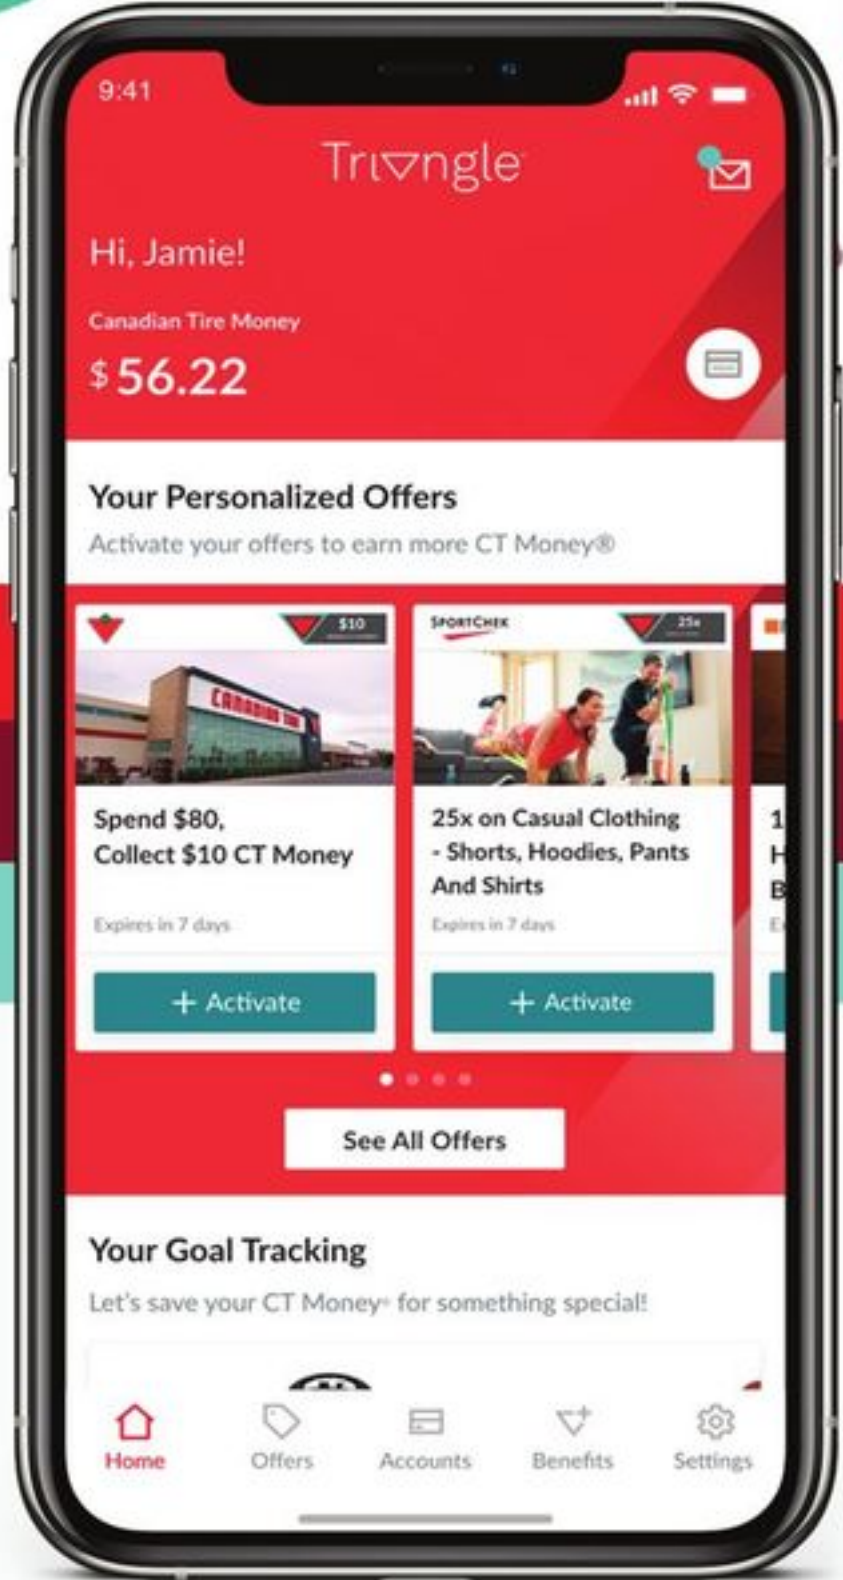 9:41
Triangle
Hi, Jamie!
Canadian Tire Money
$56.22
Your Personalized Offers
Activate your offers to earn more CT Money®
$10
SPORTCHEK
25x
CANADIAN TIRE
Spend $80,
Collect $10 CT Money
Expires in 7 days
+ Activate
25x on Casual Clothing
- Shorts, Hoodies, Pants
And Shirts
Expires in 7 days
+ Activate
1
H
B
E
See All Offers
Your Goal Tracking
Let's save your CT Money® for something special!
Home
Offers
Accounts
Benefits
Settings